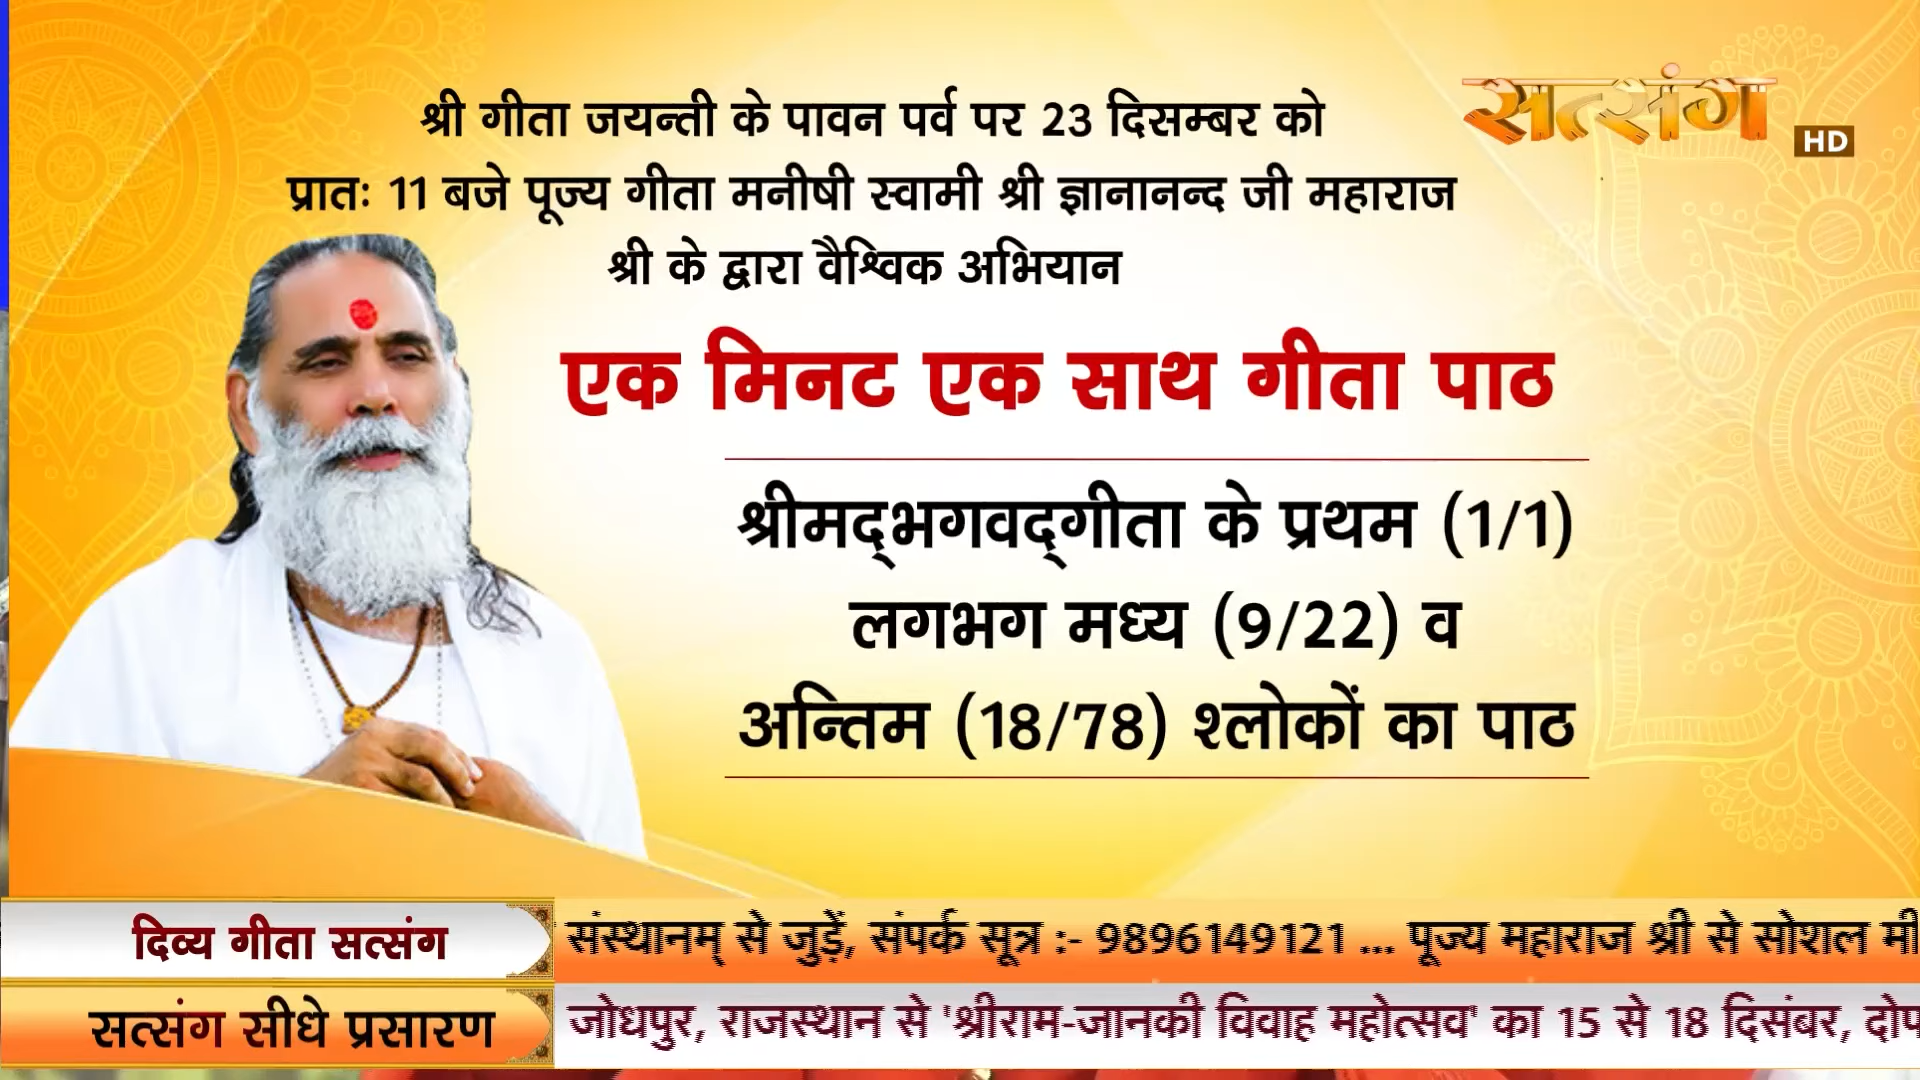 श्री गीता जयन्ती के पावन पर्व पर 23 दिसम्बर को
प्रातः 11 बजे पूज्य गीता मनीषी स्वामी श्री ज्ञानानन्द जी महाराज
श्री के द्वारा वैश्विक अभियान
सत्संग
HD
एक मिनट एक साथ गीता पाठ
श्रीमद्‌भगवद्‌गीता के प्रथम (1/1)
लगभग मध्य (9/22) व
अन्तिम (18/78) श्लोकों का पाठ
दिव्य गीता सत्संग
संस्थानम् से जुड़ें, संपर्क सूत्र :- 9896149121 ... पूज्य महाराज श्री से सोशल मी
सत्संग सीधे प्रसारण
जोधपुर, राजस्थान से 'श्रीराम-जानकी विवाह महोत्सव' का 15 से 18 दिसंबर,